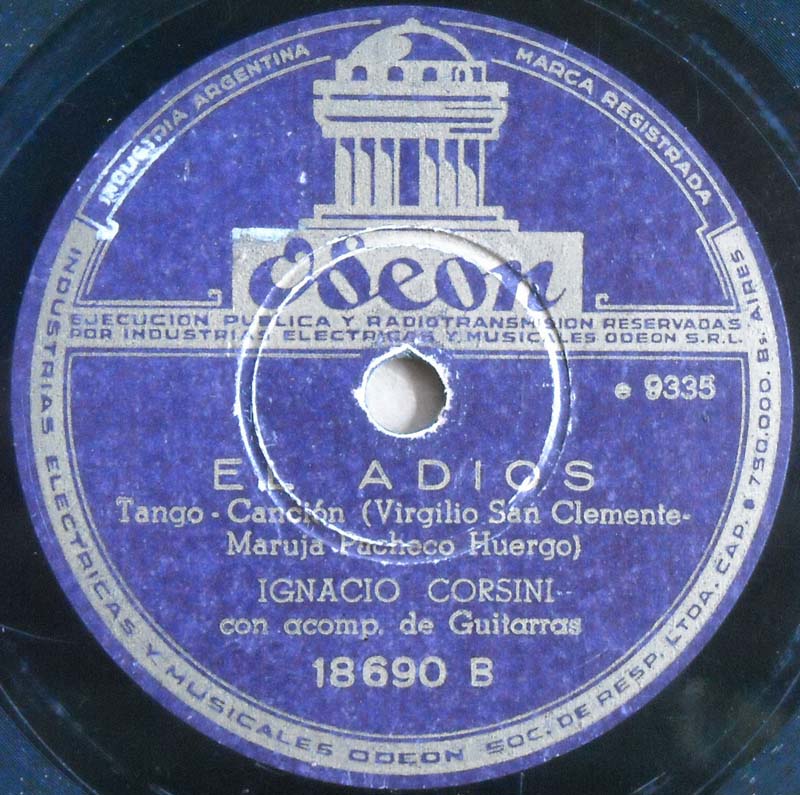 INDUSTRIA ARGENTINA
MARCA REGISTRADA
Odeon
EJECUCION PUBLICA Y RADIOTRANSMISION RESERVADAS
POR INDUSTRIAS ELECTRICAS Y MUSICALES ODEON S.R.L.
e 9335
EL ADIOS
Tango - Canción (Virgilio San Clemente-
Maruja Pacheco Huergo)
IGNACIO CORSINI
con acomp. de Guitarras
18690 B
INDUSTRIAS ELECTRICAS Y MUSICALES ODEON SOC. DE RESP. LTDA. CAP. $ 750.000. Bs. AIRES